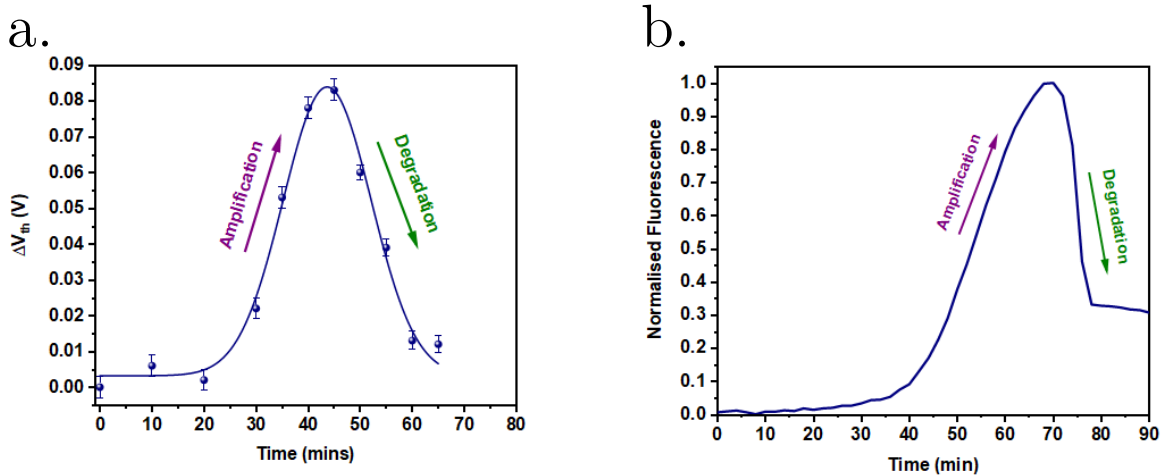 a.
0.09
0.08
0.07
0.06
0.05
0.04
0.03
0.02
0.01
0.00
ΔVth (V)
Amplification
Degradation
0 10 20 30 40 50 60 70 80
Time (mins)
b.
1.0
0.9
0.8
0.7
0.6
0.5
0.4
0.3
0.2
0.1
0.0
Normalised Fluorescence
Amplification
Degradation
0 10 20 30 40 50 60 70 80 90
Time (min)